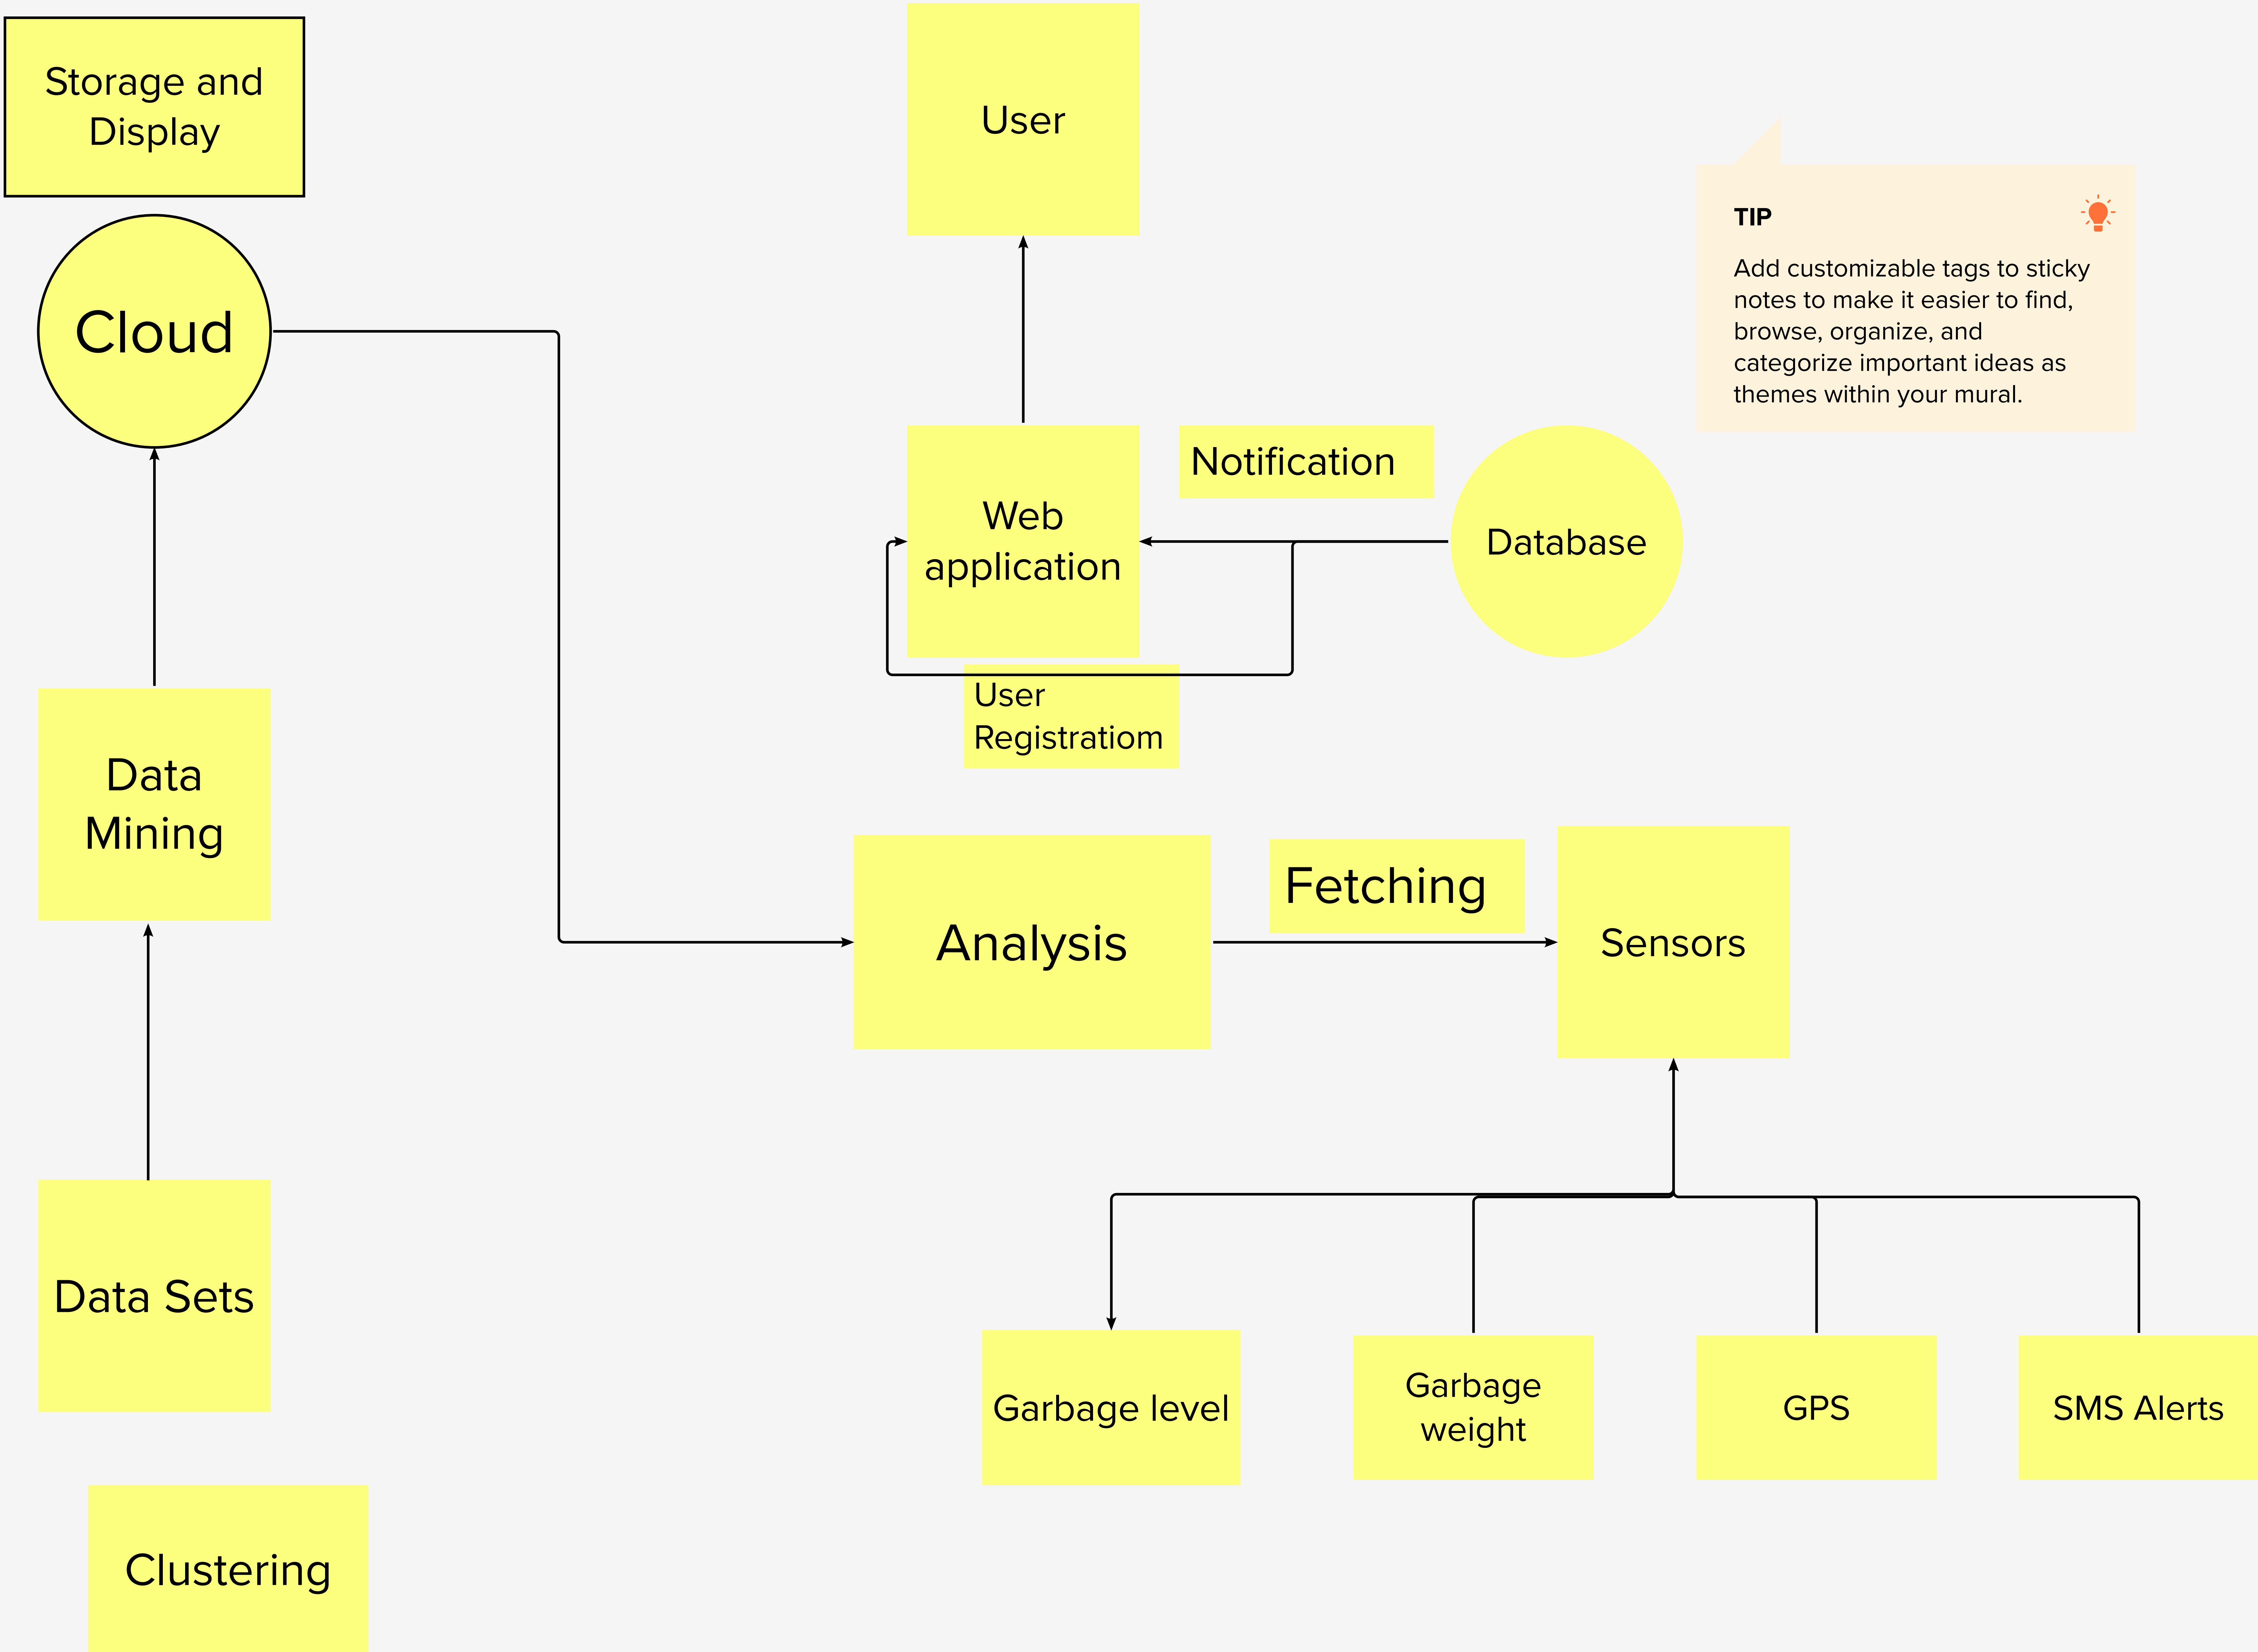 Storage and
Display
User
TIP
Add customizable tags to sticky
notes to make it easier to find,
browse, organize, and
categorize important ideas as
themes within your mural.
Cloud
Notification
Web
application
Database
User
Registratiom
Data
Mining
Fetching
Analysis
Sensors
Data Sets
Garbage level
Garbage
weight
GPS
SMS Alerts
Clustering